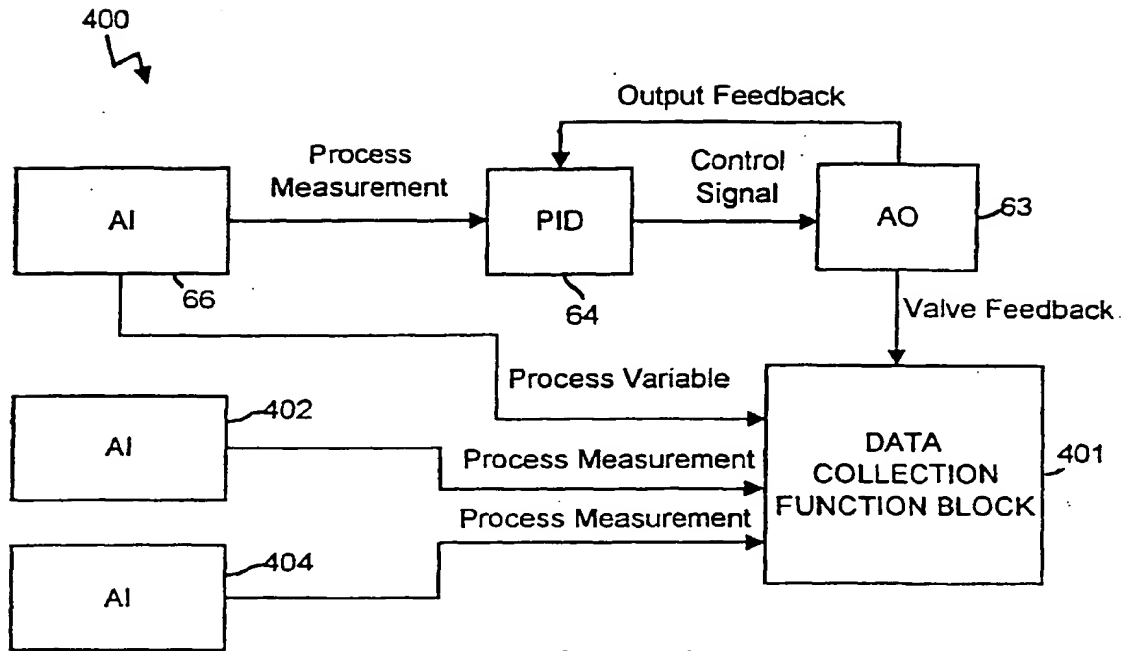 400
Output Feedback
Process
Measurement
Control
Signal
AI
PID
AO
63
66
64
Valve Feedback
Process Variable
402
AI
Process Measurement
DATA
COLLECTION
FUNCTION BLOCK
401
Process Measurement
404
AI